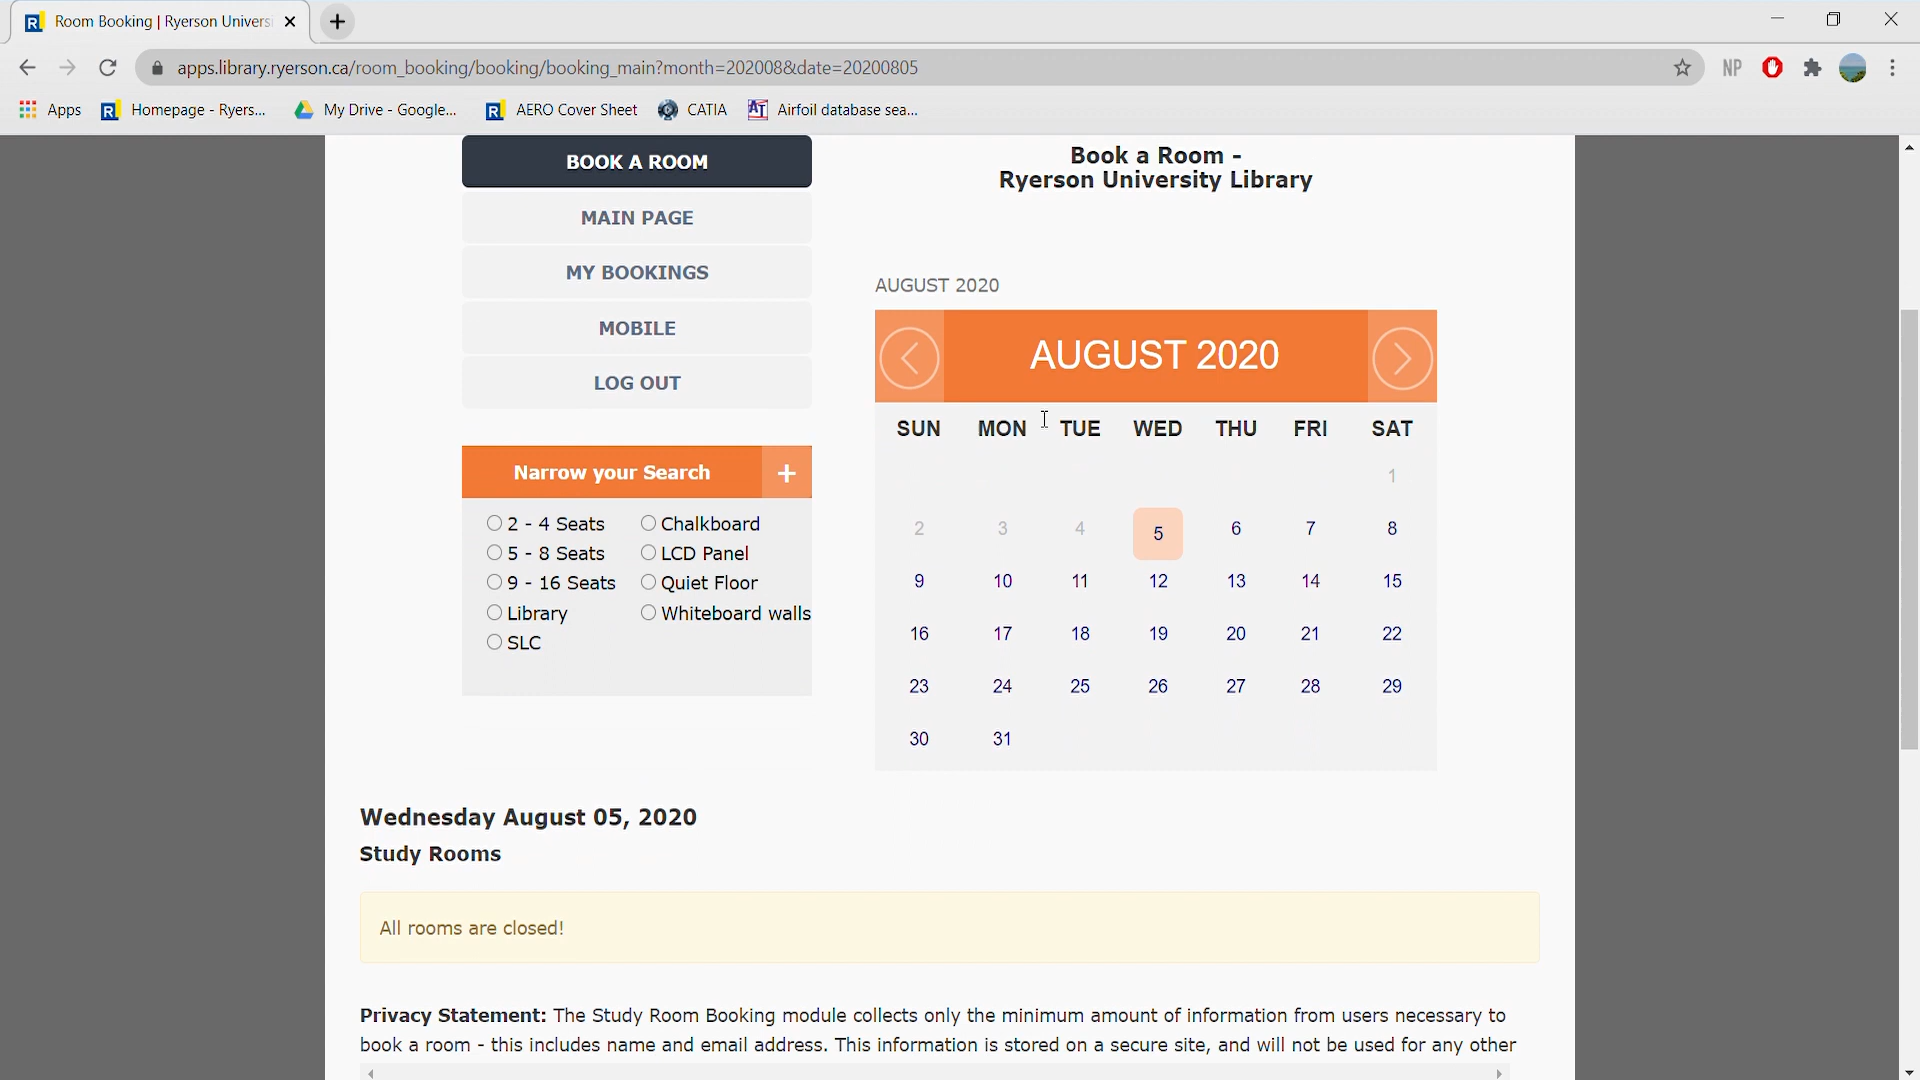 Room Booking | Ryerson Univers
apps.library.ryerson.ca/room_booking/booking/booking_main?month=202008&date=20200805
NP
Apps
Homepage - Ryers...
My Drive - Google...
AERO Cover Sheet
CATIA
Airfoil database sea...
BOOK A ROOM
MAIN PAGE
MY BOOKINGS
MOBILE
LOG OUT
Narrow your Search +
2 - 4 Seats
Chalkboard
5 - 8 Seats
LCD Panel
9 - 16 Seats
Quiet Floor
Library
Whiteboard walls
SLC
Book a Room -
Ryerson University Library
AUGUST 2020
AUGUST 2020
SUN MON TUE WED THU FRI SAT
1
2 3 4 5 6 7 8
9 10 11 12 13 14 15
16 17 18 19 20 21 22
23 24 25 26 27 28 29
30 31
Wednesday August 05, 2020
Study Rooms
All rooms are closed!
Privacy Statement: The Study Room Booking module collects only the minimum amount of information from users necessary to
book a room - this includes name and email address. This information is stored on a secure site, and will not be used for any other